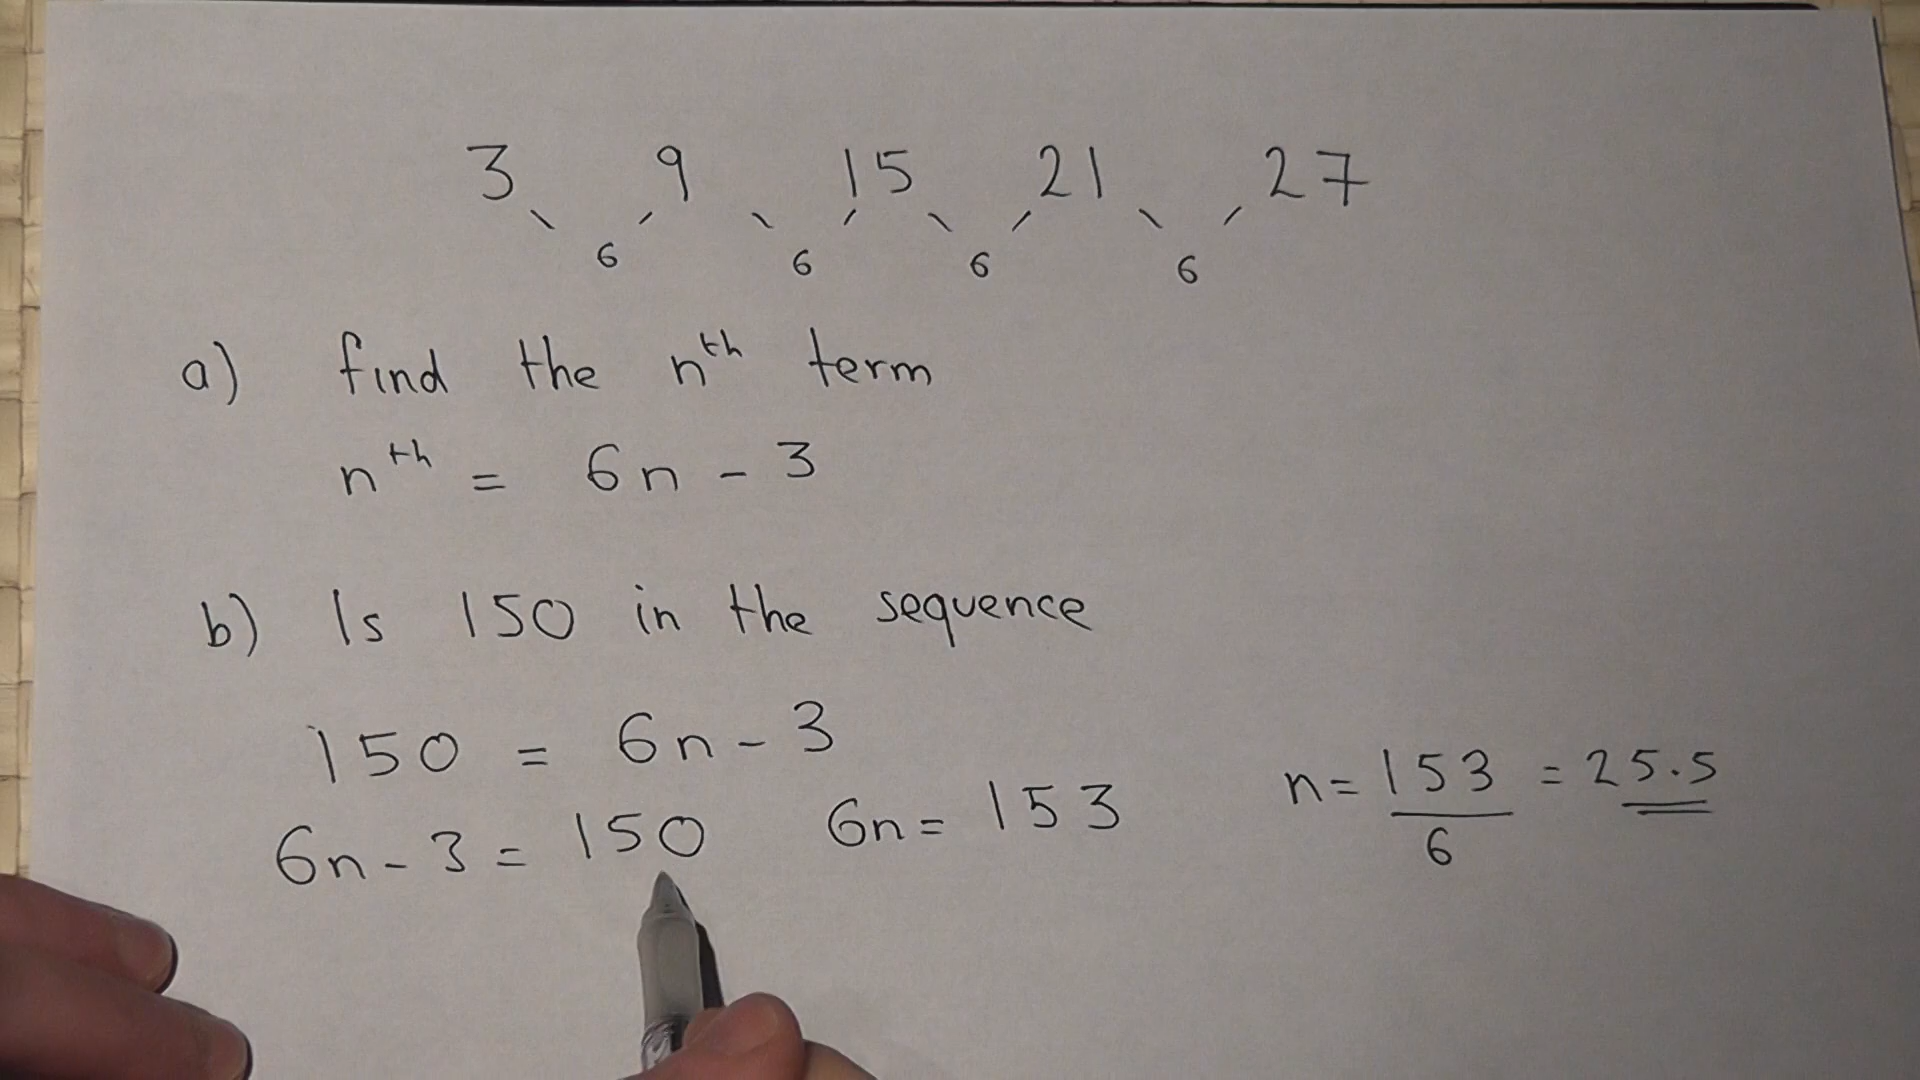 3 9 15 21 27
6 6 6 6
a) find the nth term
nth = 6n - 3
b) Is 150 in the sequence
150 = 6n - 3
6n - 3 = 150 6n = 153 n = 153/6 = 25.5